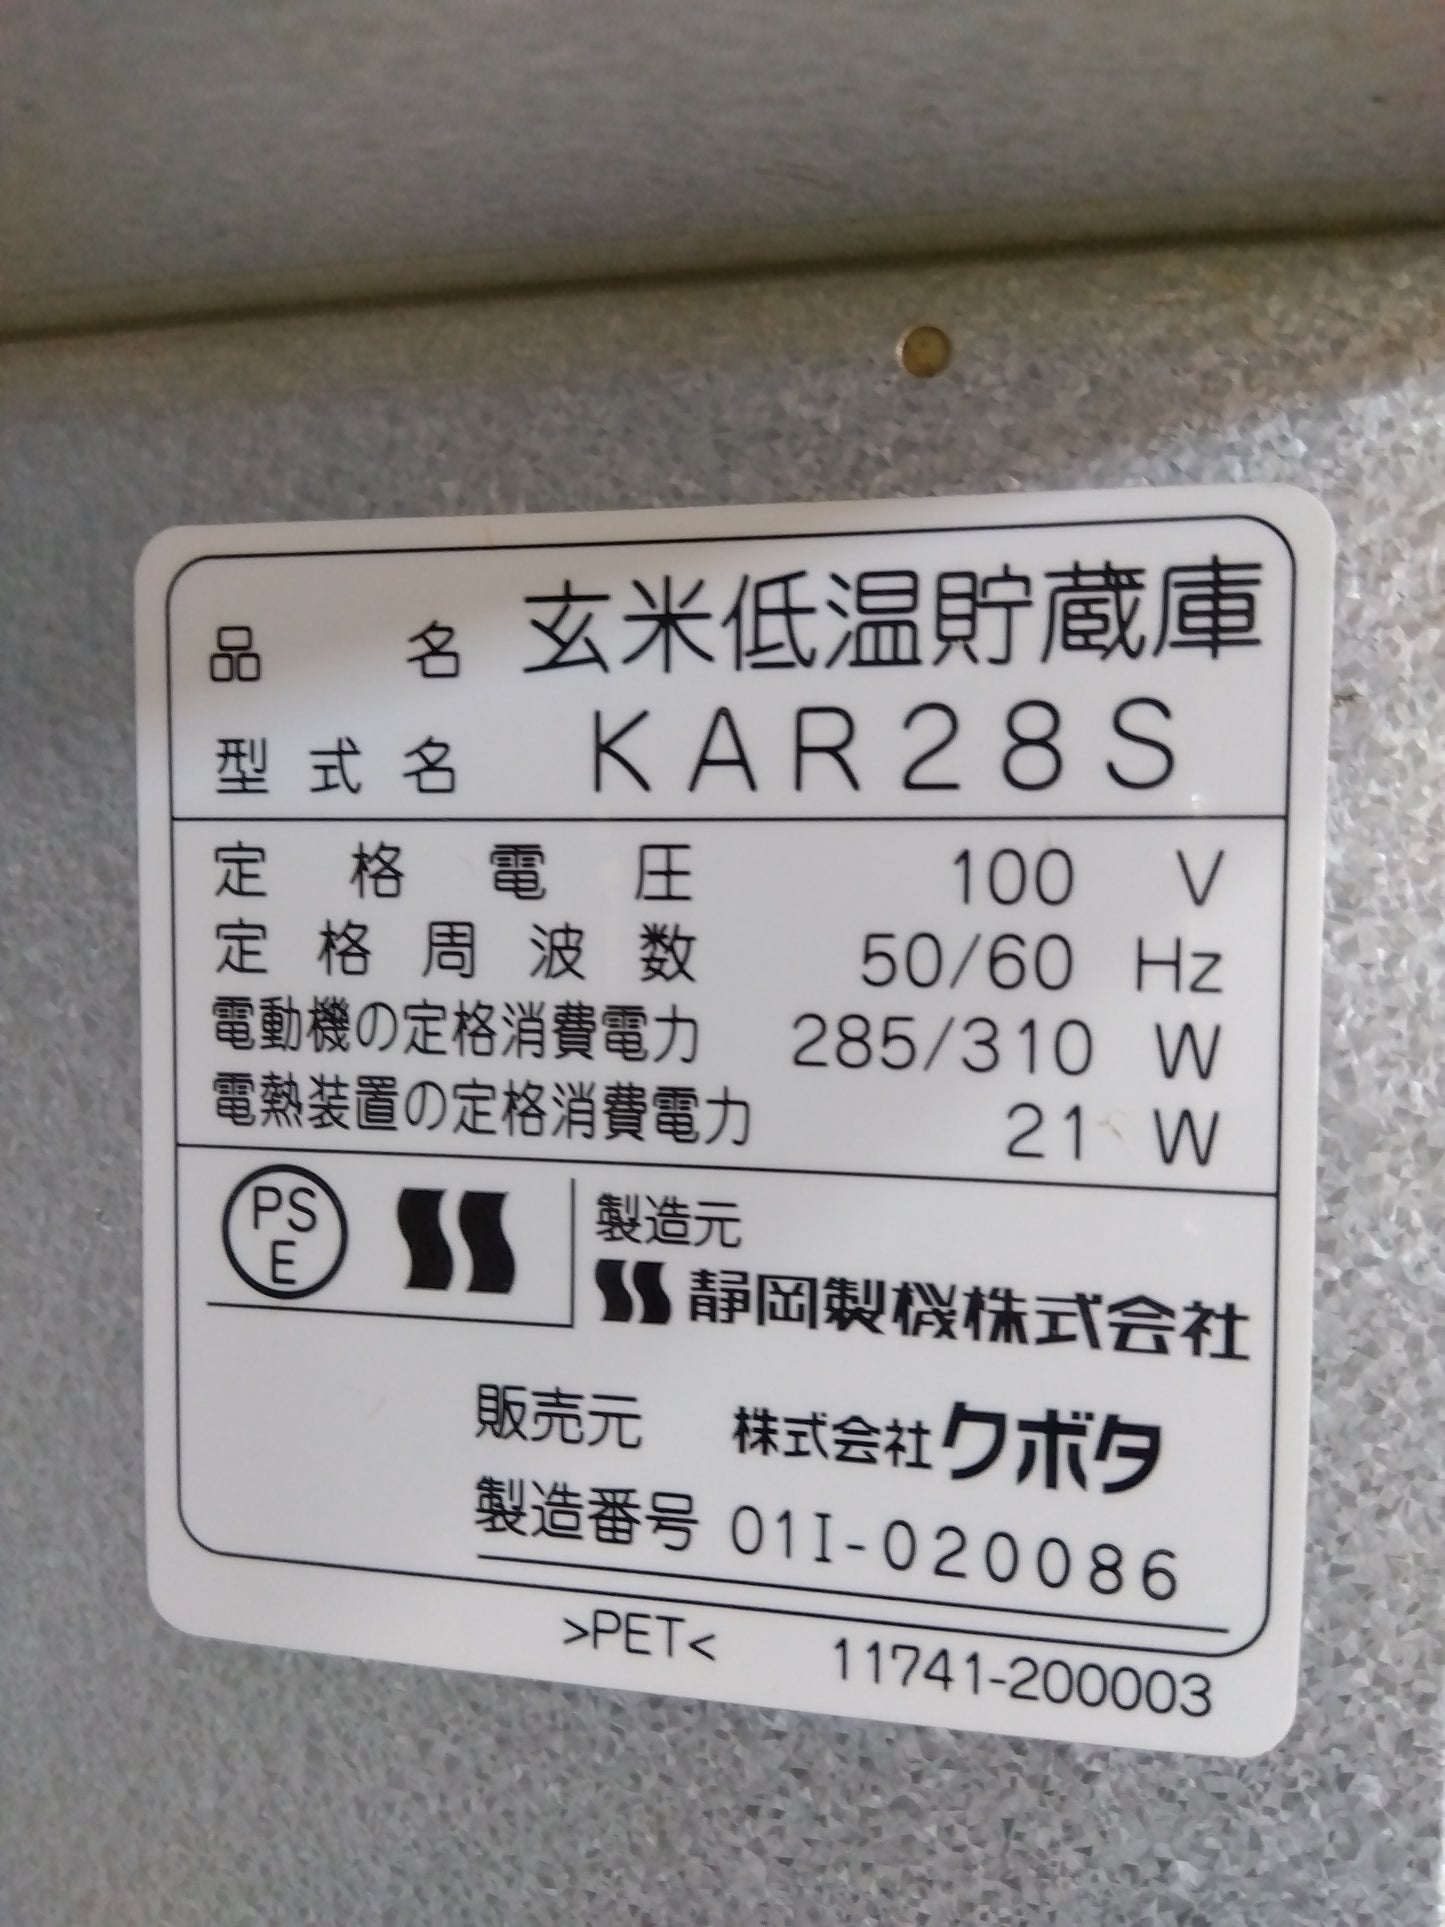 品名 玄米低温貯蔵庫
型式名 KAR28S
定格電圧 100 V
定格周波数 50/60 Hz
電動機の定格消費電力 285/310 W
電熱装置の定格消費電力 21 W
PS
E
製造元
静岡製機株式会社
販売元 株式会社クボタ
製造番号 01I-020086
>PET< 11741-200003